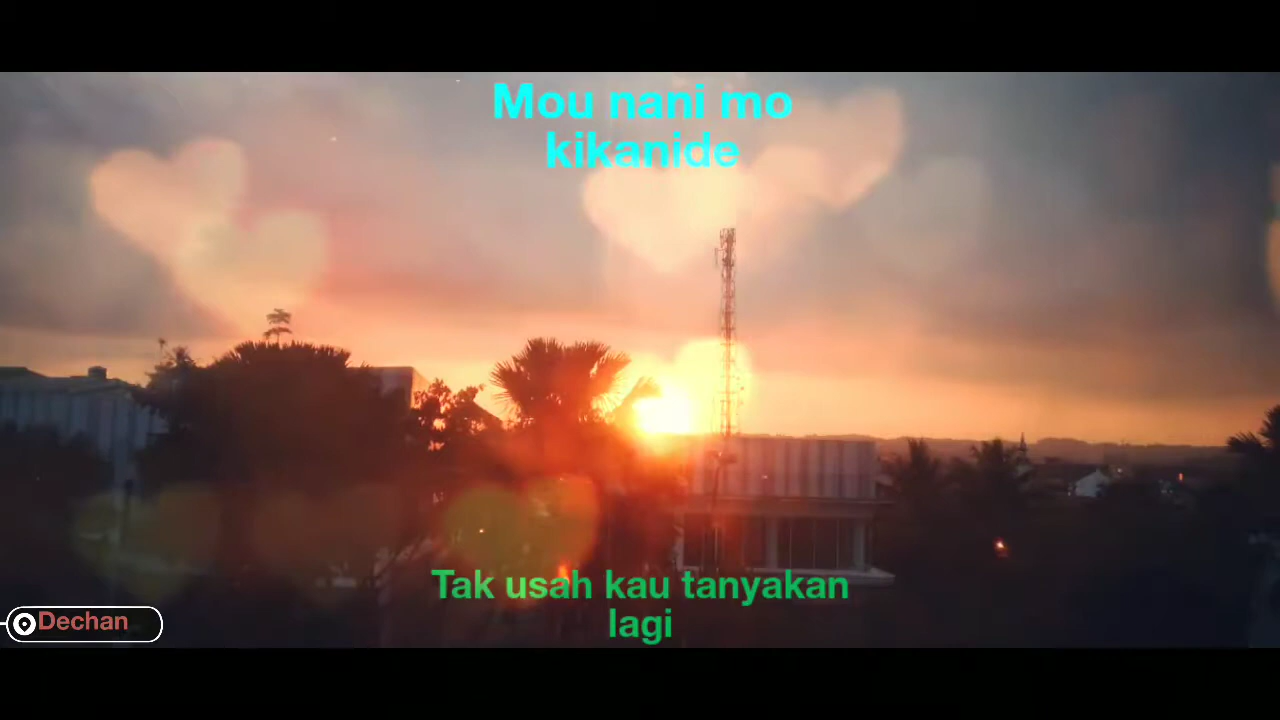 Mou nani mo
kikanide
Tak usah kau tanyakan
lagi
Dechan